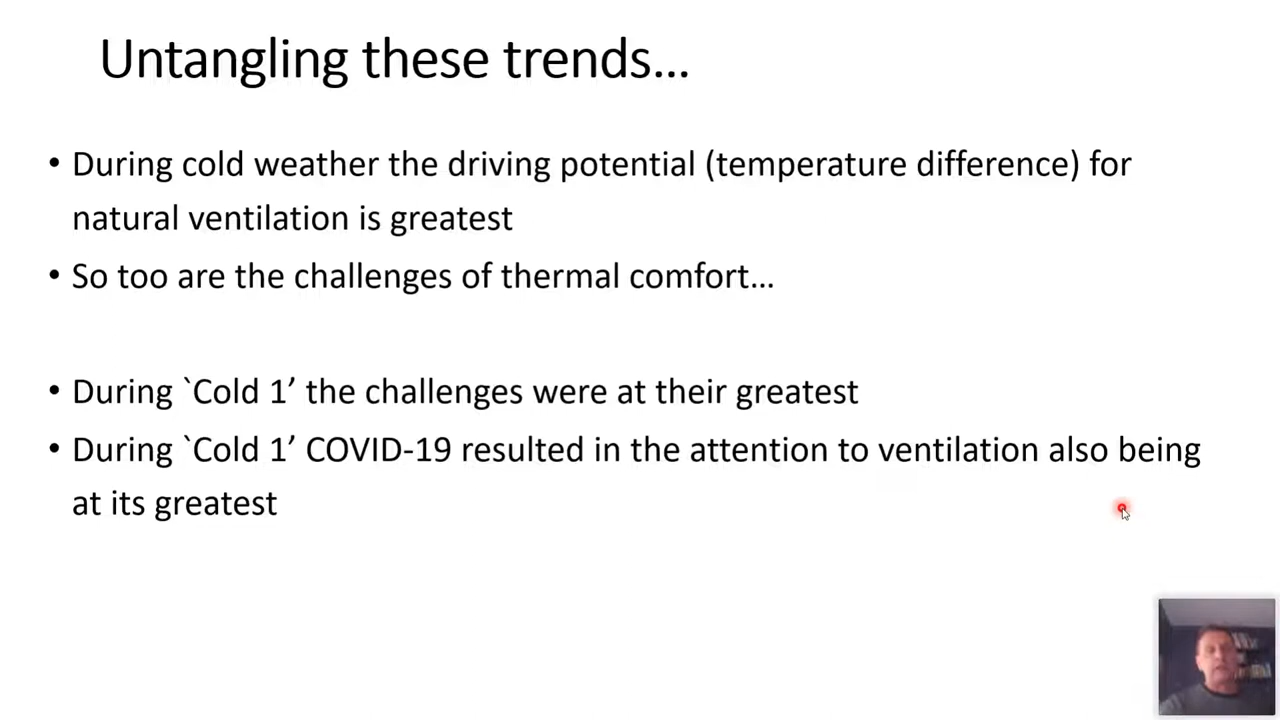 Untangling these trends...
• During cold weather the driving potential (temperature difference) for
natural ventilation is greatest
• So too are the challenges of thermal comfort...
• During `Cold 1’ the challenges were at their greatest
• During `Cold 1’ COVID-19 resulted in the attention to ventilation also being
at its greatest